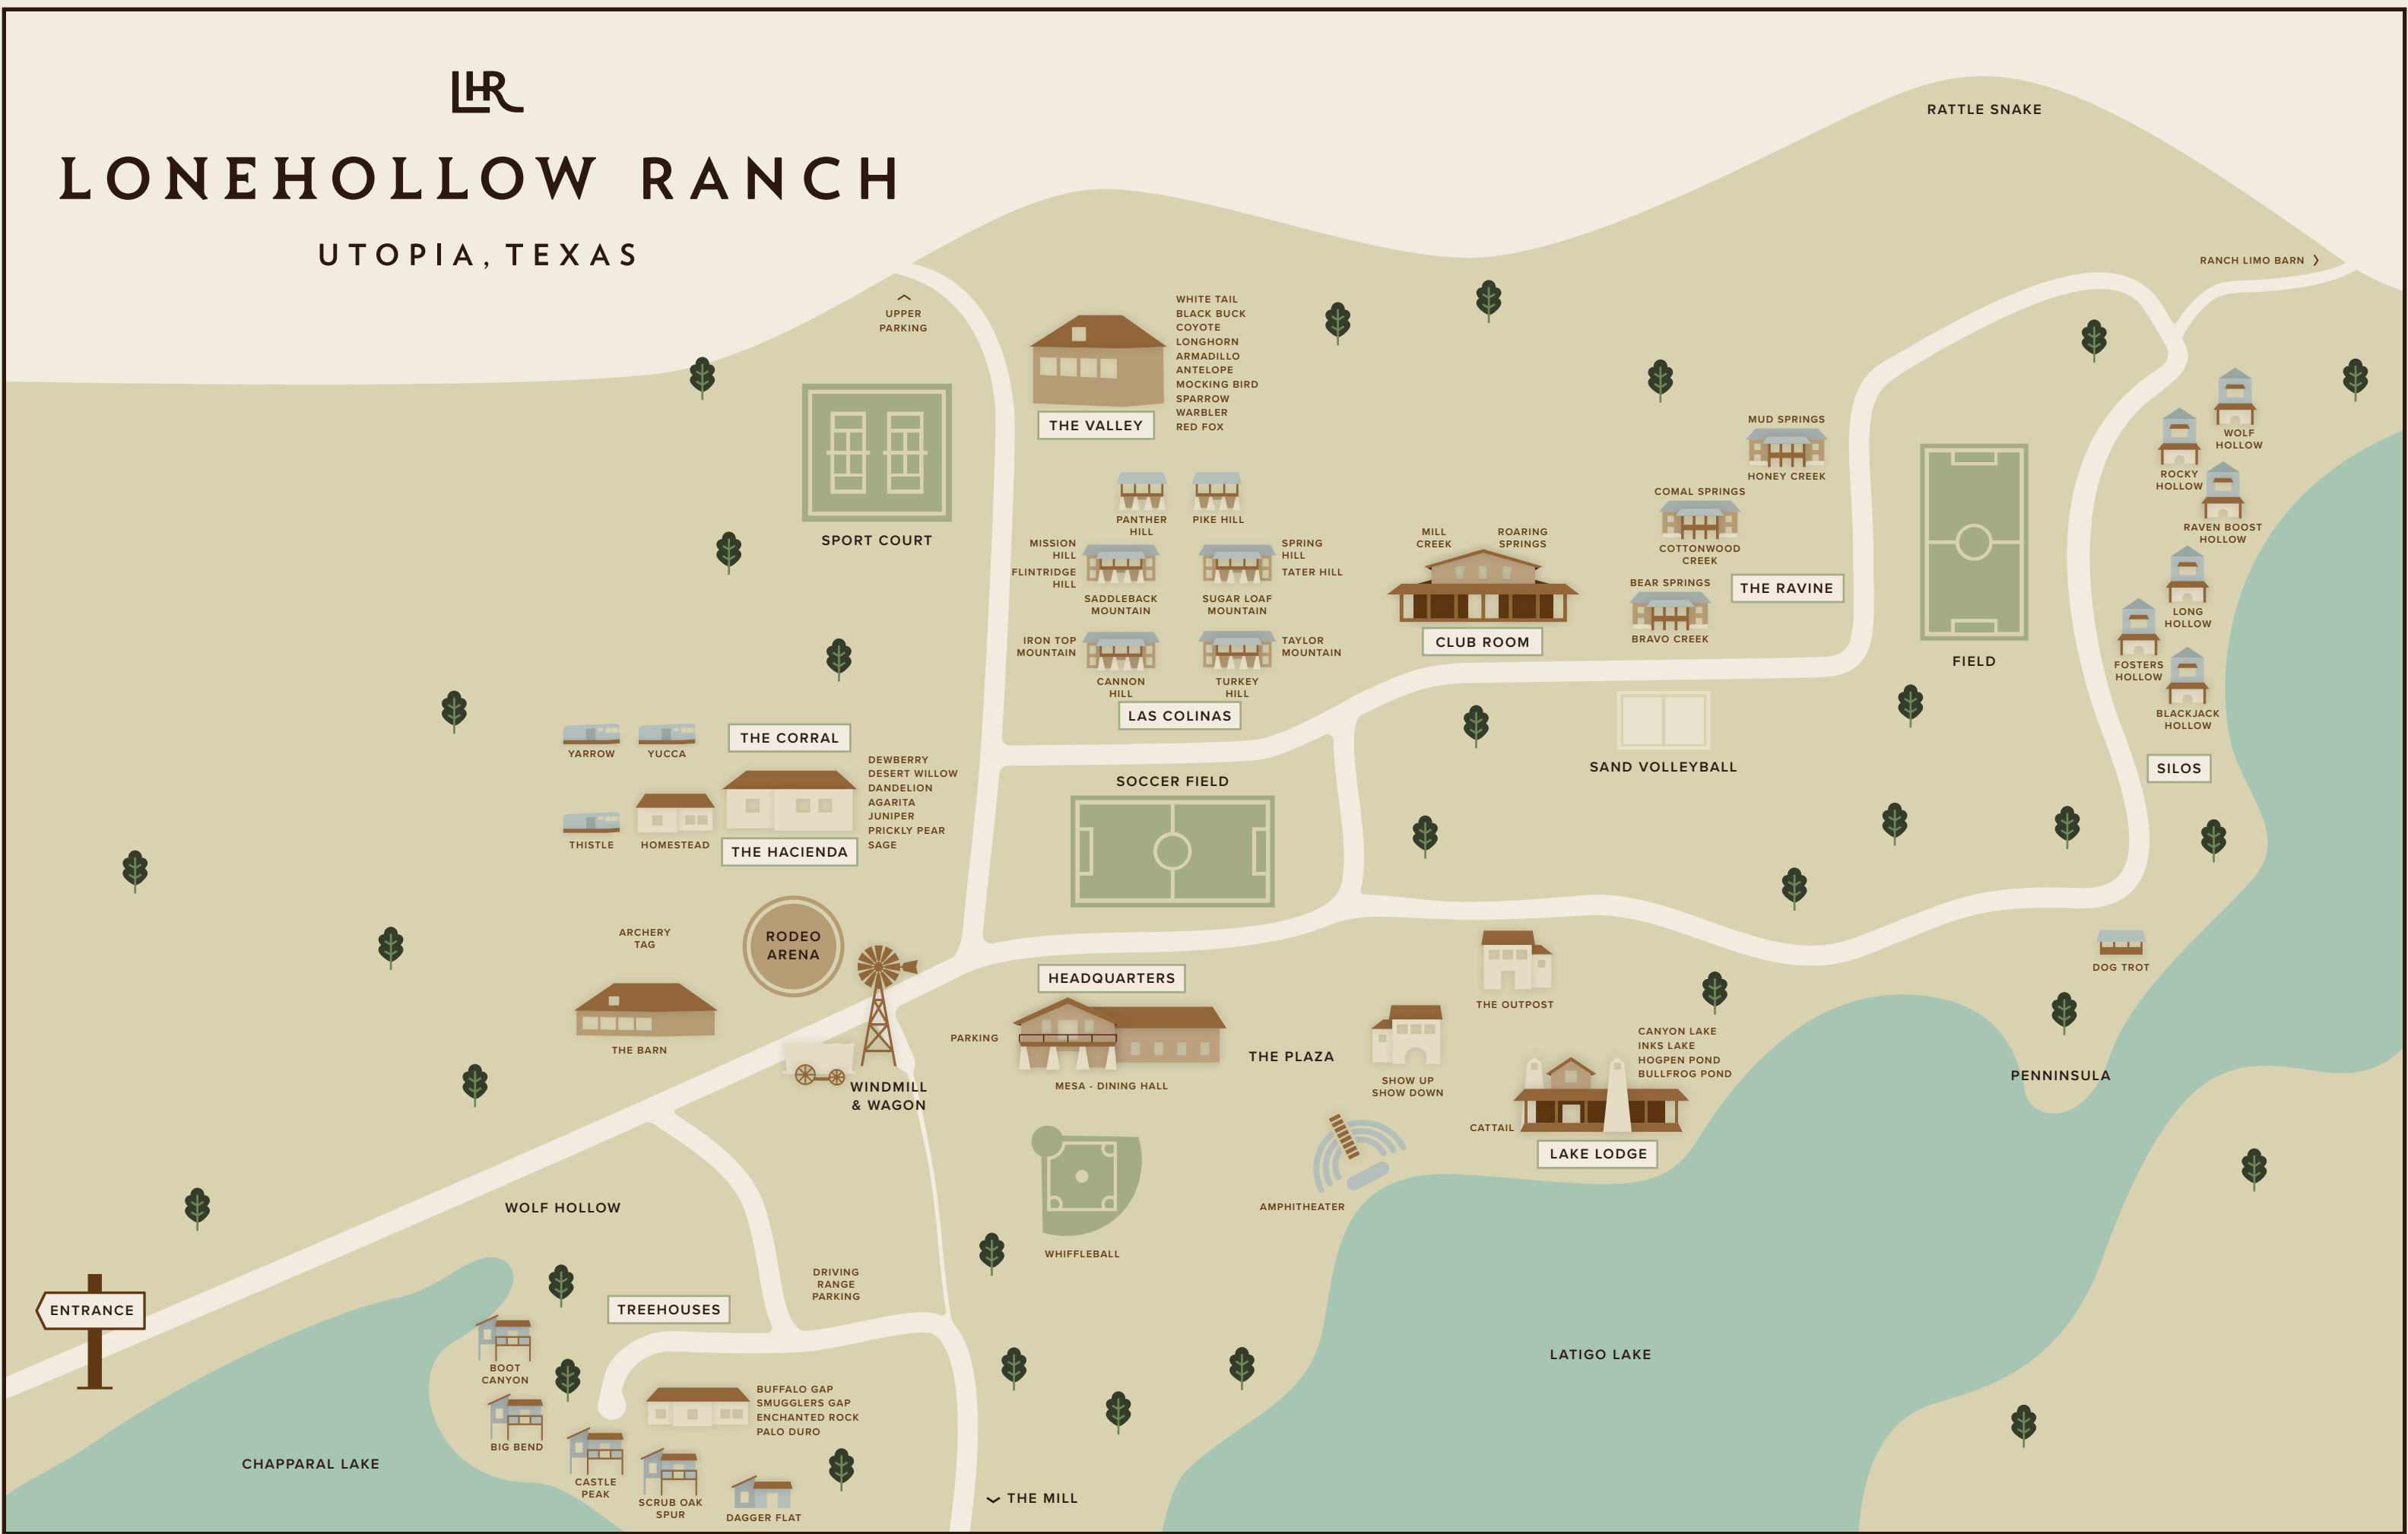 LHR
LONEHOLLOW RANCH
UTOPIA, TEXAS
RATTLE SNAKE
RANCH LIMO BARN
UPPER
PARKING
WHITE TAIL
BLACK BUCK
COYOTE
LONGHORN
ARMADILLO
ANTELOPE
MOCKING BIRD
SPARROW
WARBLER
RED FOX
THE VALLEY
SPORT COURT
PANTHER
HILL
PIKE HILL
MISSION
HILL
FLINTRIDGE
HILL
SPRING
HILL
TATER HILL
SADDLEBACK
MOUNTAIN
SUGAR LOAF
MOUNTAIN
IRON TOP
MOUNTAIN
TAYLOR
MOUNTAIN
CANNON
HILL
TURKEY
HILL
LAS COLINAS
MILL
CREEK
ROARING
SPRINGS
CLUB ROOM
MUD SPRINGS
HONEY CREEK
COMAL SPRINGS
COTTONWOOD
CREEK
BEAR SPRINGS
BRAVO CREEK
THE RAVINE
FIELD
WOLF
HOLLOW
ROCKY
HOLLOW
RAVEN BOOST
HOLLOW
LONG
HOLLOW
FOSTERS
HOLLOW
BLACKJACK
HOLLOW
SILOS
SAND VOLLEYBALL
SOCCER FIELD
YARROW
YUCCA
THE CORRAL
DEWBERRY
DESERT WILLOW
DANDELION
AGARITA
JUNIPER
PRICKLY PEAR
SAGE
THISTLE
HOMESTEAD
THE HACIENDA
ARCHERY
TAG
RODEO
ARENA
THE BARN
WINDMILL
& WAGON
HEADQUARTERS
PARKING
MESA - DINING HALL
THE PLAZA
THE OUTPOST
SHOW UP
SHOW DOWN
DOG TROT
CANYON LAKE
INKS LAKE
HOGPEN POND
BULLFROG POND
CATTAIL
LAKE LODGE
PENNINSULA
AMPHITHEATER
WHIFFLEBALL
WOLF HOLLOW
ENTRANCE
TREEHOUSES
DRIVING
RANGE
PARKING
BOOT
CANYON
BIG BEND
CASTLE
PEAK
SCRUB OAK
SPUR
DAGGER FLAT
BUFFALO GAP
SMUGGLERS GAP
ENCHANTED ROCK
PALO DURO
CHAPPARAL LAKE
LATIGO LAKE
THE MILL